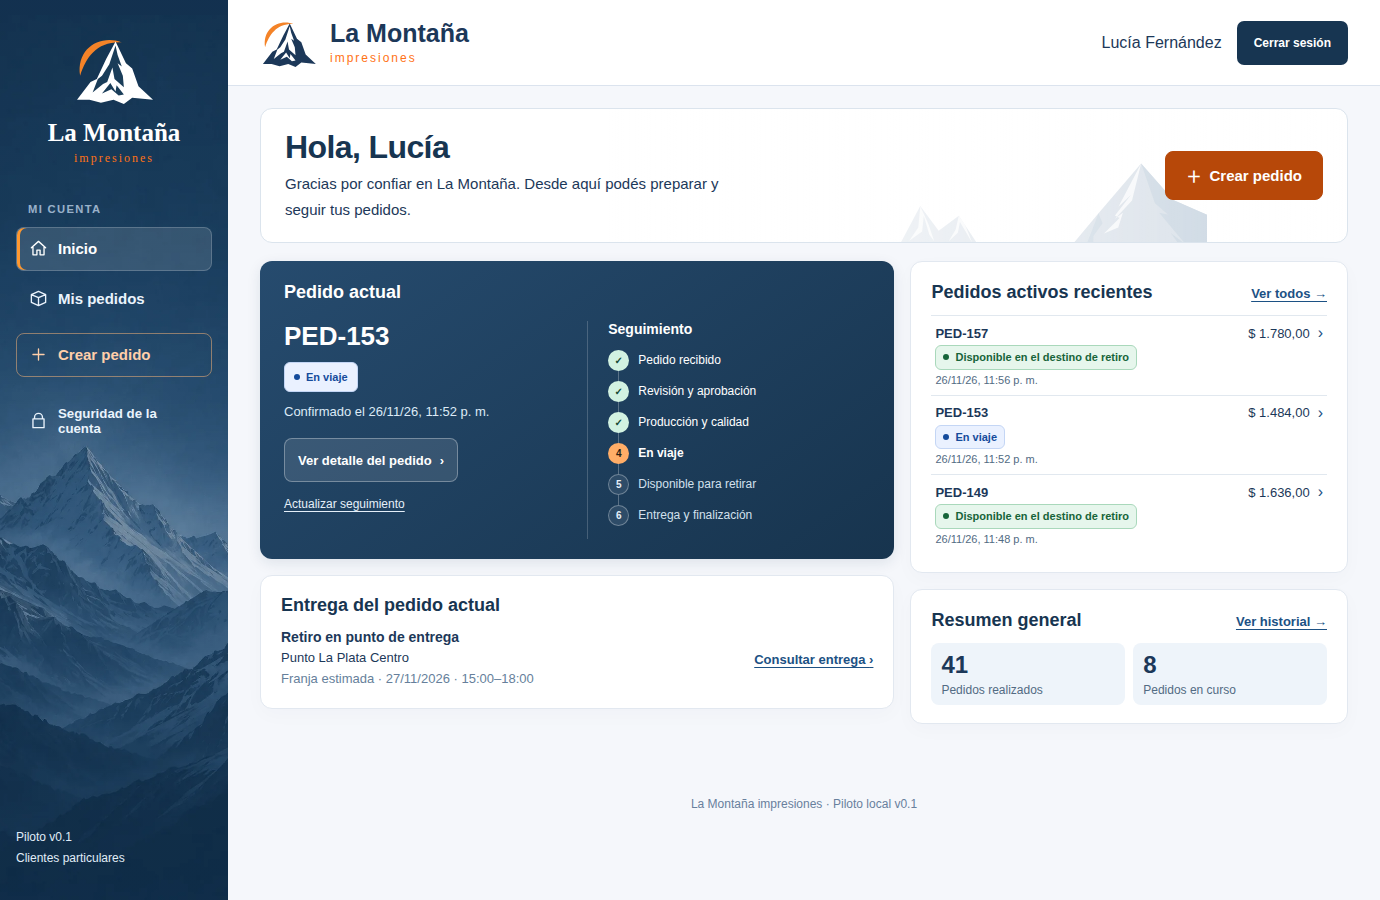 La Montaña
impresiones
MI CUENTA
Inicio
Mis pedidos
Crear pedido
Seguridad de la
cuenta
Piloto v0.1
Clientes particulares
La Montaña
impresiones
Lucía Fernández
Cerrar sesión
Hola, Lucía
Gracias por confiar en La Montaña. Desde aquí podés preparar y
seguir tus pedidos.
Crear pedido
Pedido actual
PED-153
En viaje
Confirmado el 26/11/26, 11:52 p. m.
Ver detalle del pedido ›
Actualizar seguimiento
Seguimiento
✓ Pedido recibido
✓ Revisión y aprobación
✓ Producción y calidad
4 En viaje
5 Disponible para retirar
6 Entrega y finalización
Entrega del pedido actual
Retiro en punto de entrega
Punto La Plata Centro
Franja estimada · 27/11/2026 · 15:00–18:00
Consultar entrega ›
Pedidos activos recientes
Ver todos →
PED-157 $ 1.780,00 ›
Disponible en el destino de retiro
26/11/26, 11:56 p. m.
PED-153 $ 1.484,00 ›
En viaje
26/11/26, 11:52 p. m.
PED-149 $ 1.636,00 ›
Disponible en el destino de retiro
26/11/26, 11:48 p. m.
Resumen general
Ver historial →
41
Pedidos realizados
8
Pedidos en curso
La Montaña impresiones · Piloto local v0.1